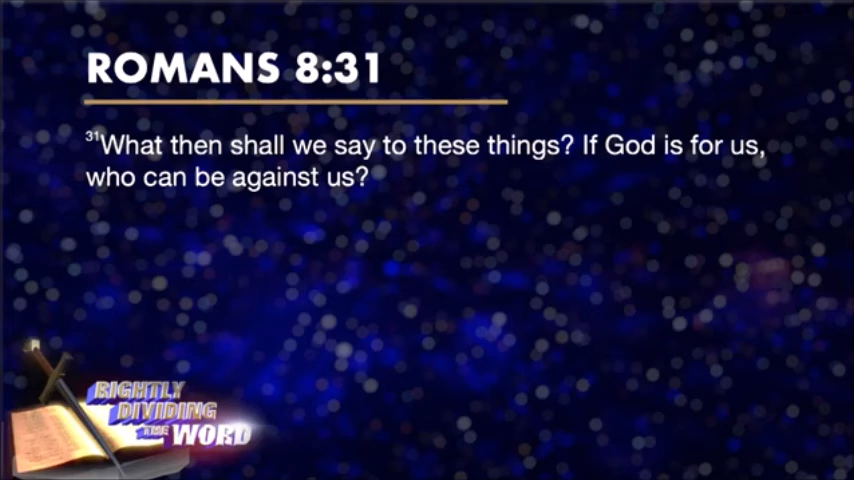 ROMANS 8:31
³¹What then shall we say to these things? If God is for us,
who can be against us?
RIGHTLY
DIVIDING
THE WORD